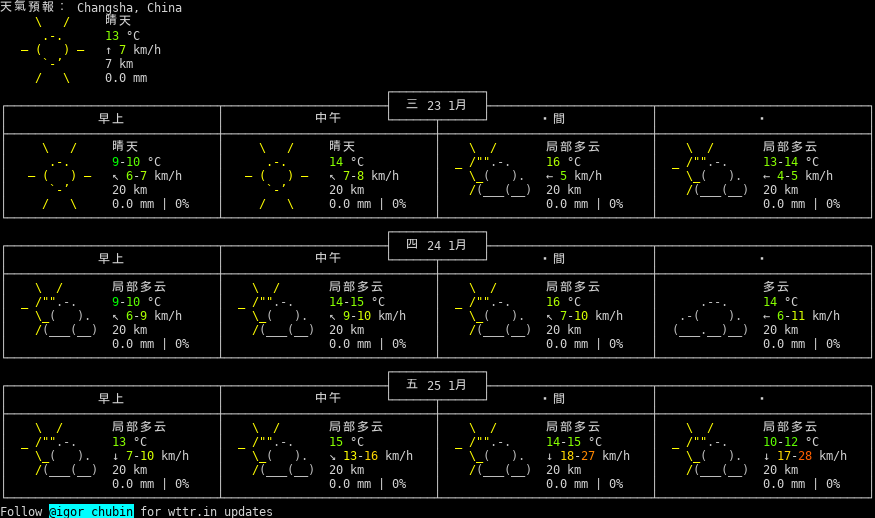 天氣預報： Changsha, China
晴天
13 °C
↑ 7 km/h
7 km
0.0 mm
三 23 1月
早上 中午 ·間 ·
晴天 晴天 局部多云 局部多云
9-10 °C 14 °C 16 °C 13-14 °C
↖ 6-7 km/h ↖ 7-8 km/h ← 5 km/h ← 4-5 km/h
20 km 20 km 20 km 20 km
0.0 mm | 0% 0.0 mm | 0% 0.0 mm | 0% 0.0 mm | 0%
四 24 1月
早上 中午 ·間 ·
局部多云 局部多云 局部多云 多云
9-10 °C 14-15 °C 16 °C 14 °C
↖ 6-9 km/h ↖ 9-10 km/h ↖ 7-10 km/h ← 6-11 km/h
20 km 20 km 20 km 20 km
0.0 mm | 0% 0.0 mm | 0% 0.0 mm | 0% 0.0 mm | 0%
五 25 1月
早上 中午 ·間 ·
局部多云 局部多云 局部多云 局部多云
13 °C 15 °C 14-15 °C 10-12 °C
↓ 7-10 km/h ↘ 13-16 km/h ↓ 18-27 km/h ↓ 17-28 km/h
20 km 20 km 20 km 20 km
0.0 mm | 0% 0.0 mm | 0% 0.0 mm | 0% 0.0 mm | 0%
Follow @igor_chubin for wttr.in updates